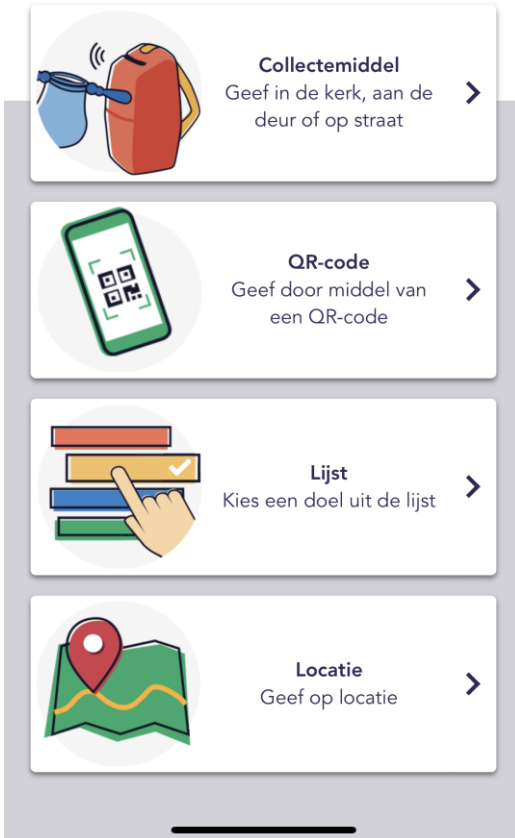 Collectemiddel
Geef in de kerk, aan de
deur of op straat
QR-code
Geef door middel van
een QR-code
Lijst
Kies een doel uit de lijst
Locatie
Geef op locatie